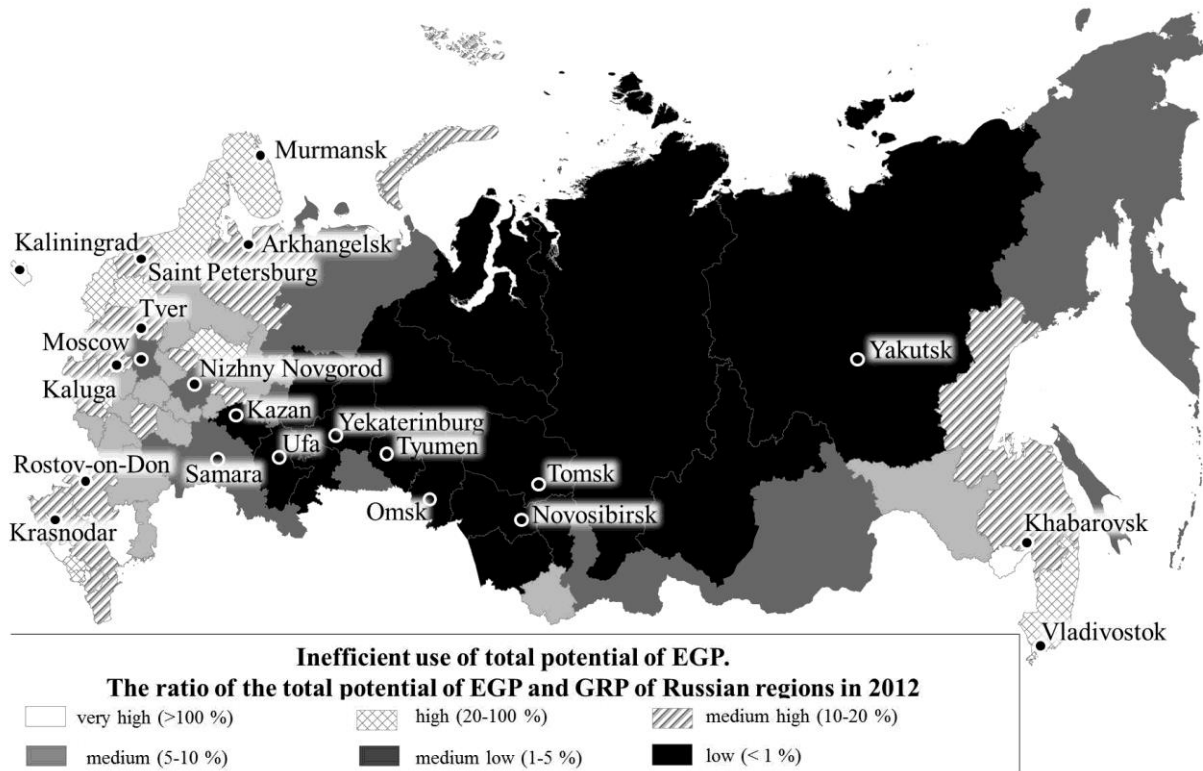 Murmansk
Kaliningrad
Arkhangelsk
Saint Petersburg
Tver
Moscow
Yakutsk
Nizhny Novgorod
Kaluga
Kazan
Yekaterinburg
Ufa
Tyumen
Rostov-on-Don
Samara
Tomsk
Omsk
Novosibirsk
Krasnodar
Khabarovsk
Vladivostok
Inefficient use of total potential of EGP.
The ratio of the total potential of EGP and GRP of Russian regions in 2012
very high (>100 %) high (20-100 %) medium high (10-20 %)
medium (5-10 %) medium low (1-5 %) low (< 1 %)